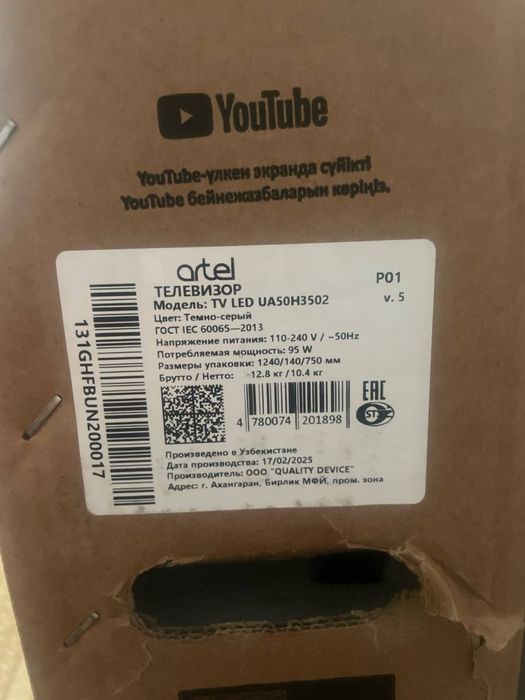 YouTube
YouTube-үлкен экранда сүйікті
YouTube бейнежазбаларын көріңіз.
artel
ТЕЛЕВИЗОР
Модель: TV LED UA50H3502
P01
v. 5
Цвет: Темно-серый
ГОСТ IEC 60065—2013
Напряжение питания: 110-240 V / ~50Hz
Потребляемая мощность: 95 W
Размеры упаковки: 1240/140/750 мм
Брутто / Нетто: ~12.8 кг /10.4 кг
131GHFBUN200017
4 780074 201898
EAC
Произведено в Узбекистане
Дата производства: 17/02/2025
Производитель: ООО "QUALITY DEVICE"
Адрес: г. Ахангаран, Бирлик МФЙ, пром. зона